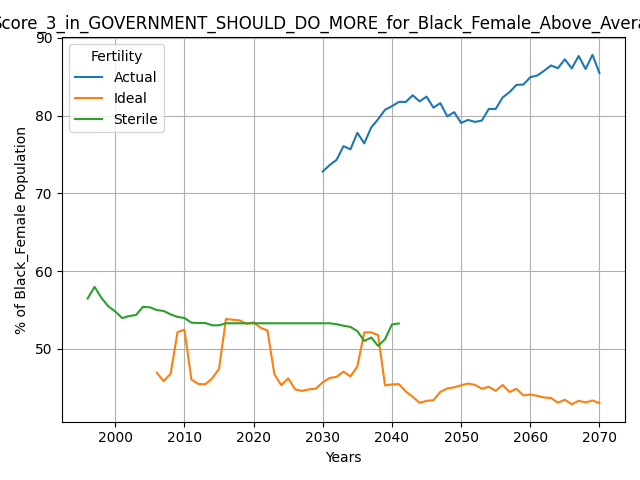 Score_3_in_GOVERNMENT_SHOULD_DO_MORE_for_Black_Female_Above_Avera
Fertility
Actual
Ideal
Sterile
% of Black_Female Population
90
80
70
60
50
2000 2010 2020 2030 2040 2050 2060 2070
Years